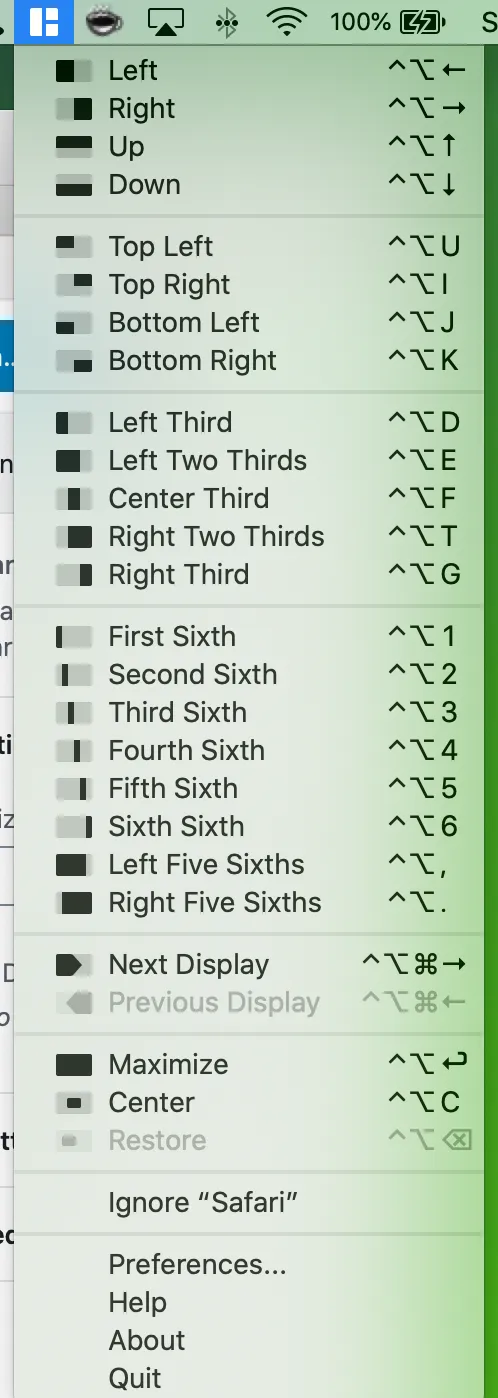 100%
Left ^⌥←
Right ^⌥→
Up ^⌥↑
Down ^⌥↓
Top Left ^⌥U
Top Right ^⌥I
Bottom Left ^⌥J
Bottom Right ^⌥K
Left Third ^⌥D
Left Two Thirds ^⌥E
Center Third ^⌥F
Right Two Thirds ^⌥T
Right Third ^⌥G
First Sixth ^⌥1
Second Sixth ^⌥2
Third Sixth ^⌥3
Fourth Sixth ^⌥4
Fifth Sixth ^⌥5
Sixth Sixth ^⌥6
Left Five Sixths ^⌥,
Right Five Sixths ^⌥.
Next Display ^⌥⌘→
Previous Display ^⌥⌘←
Maximize ^⌥↩
Center ^⌥C
Restore ^⌥⌫
Ignore “Safari”
Preferences...
Help
About
Quit